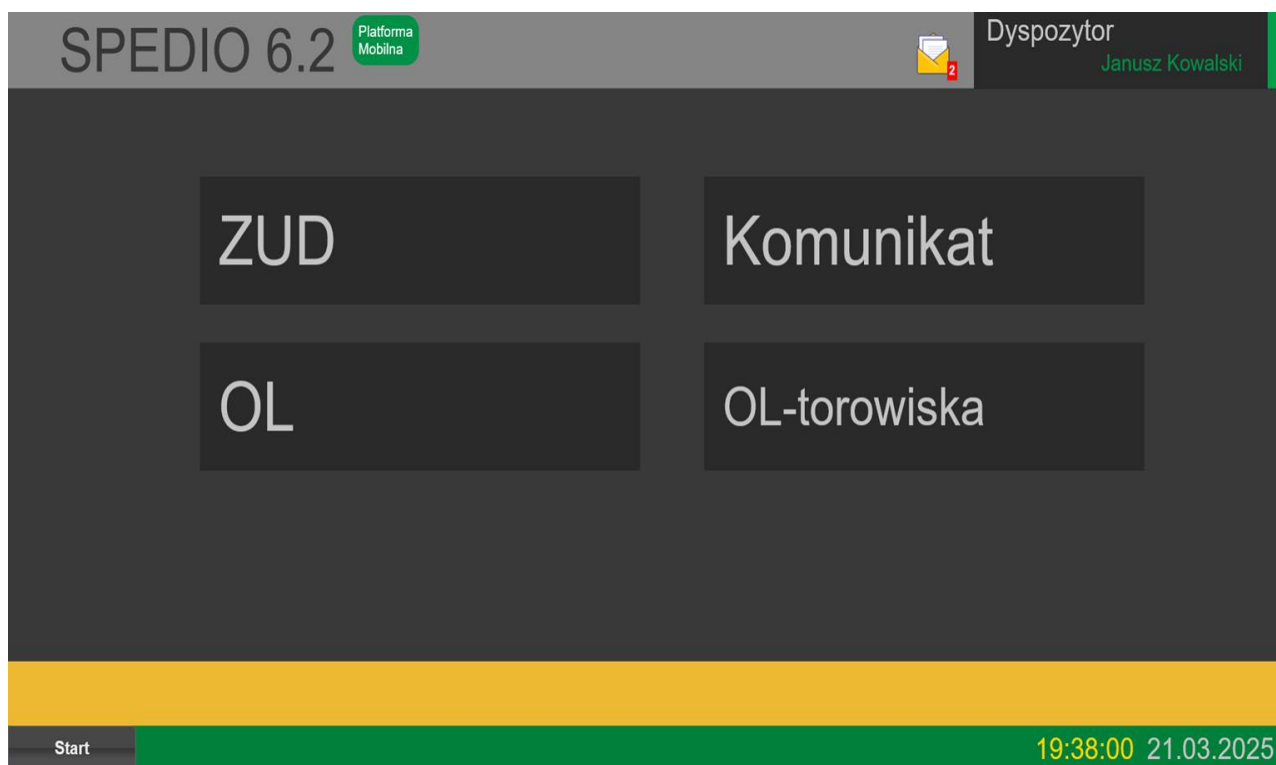 SPEDIO 6.2
Platforma
Mobilna
2
Dyspozytor
Janusz Kowalski
ZUD
Komunikat
OL
OL-torowiska
Start
19:38:00 21.03.2025